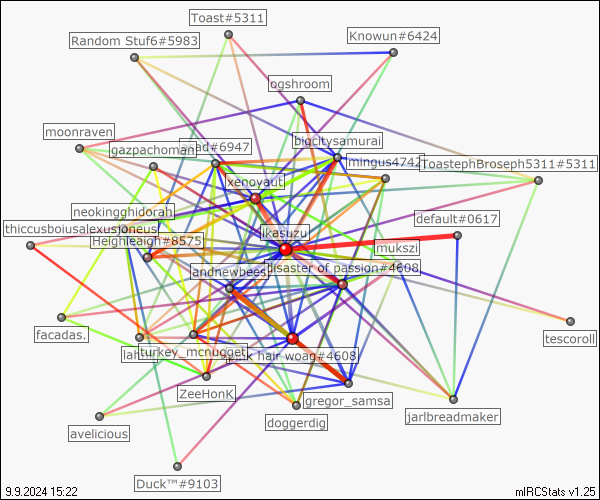 Toast#5311
Knowun#6424
Random Stuf6#5983
ogshroom
moonraven
bigcitysamurai
gazpachoman
ad#6947
mingus4742
ToastephBroseph5311#5311
xenoyaut
neokingghidorah
default#0617
thiccusboiusalexusjoneus
ikasuzu
Heighleaigh#8575
mukszi
andnewbees
disaster of passion#4608
facadas.
tescoroll
turkey_mcnugget
hair woag#4608
ZeeHonK
gregor_samsa
jarlbreadmaker
doggerdig
avelicious
Duck™#9103
9.9.2024 15:22
mIRCStats v1.25